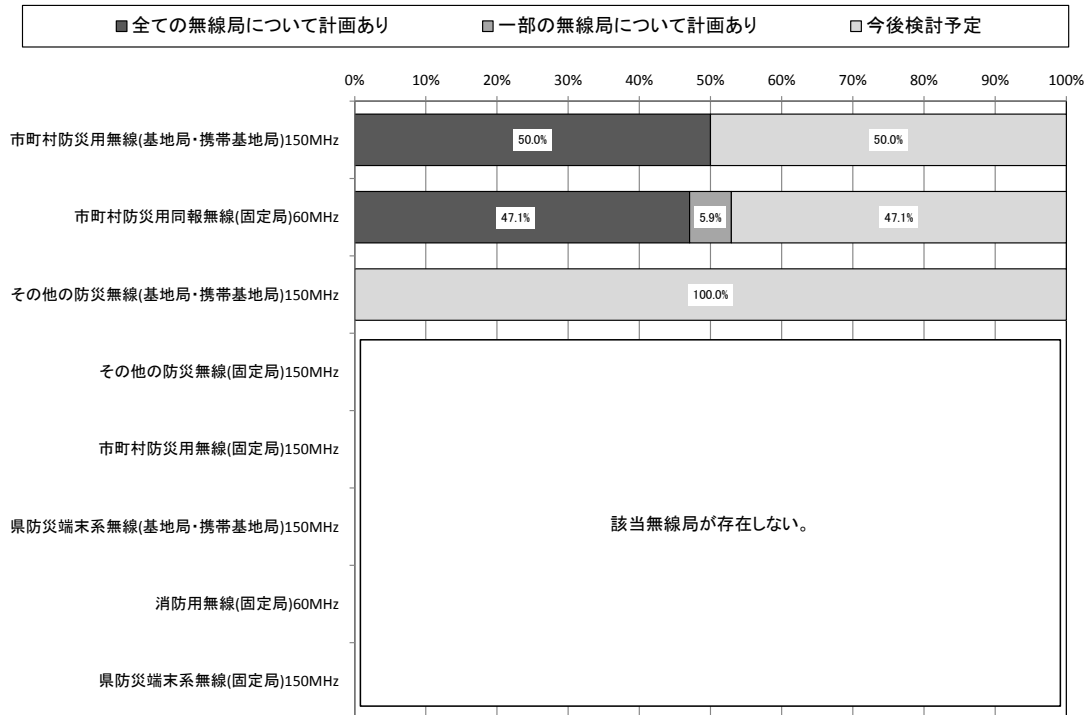 ■全ての無線局について計画あり ■一部の無線局について計画あり □今後検討予定
0% 10% 20% 30% 40% 50% 60% 70% 80% 90% 100%
市町村防災用無線(基地局・携帯基地局)150MHz 50.0% 50.0%
市町村防災用同報無線(固定局)60MHz 47.1% 5.9% 47.1%
その他の防災無線(基地局・携帯基地局)150MHz 100.0%
その他の防災無線(固定局)150MHz
市町村防災用無線(固定局)150MHz
県防災端末系無線(基地局・携帯基地局)150MHz 該当無線局が存在しない。
消防用無線(固定局)60MHz
県防災端末系無線(固定局)150MHz